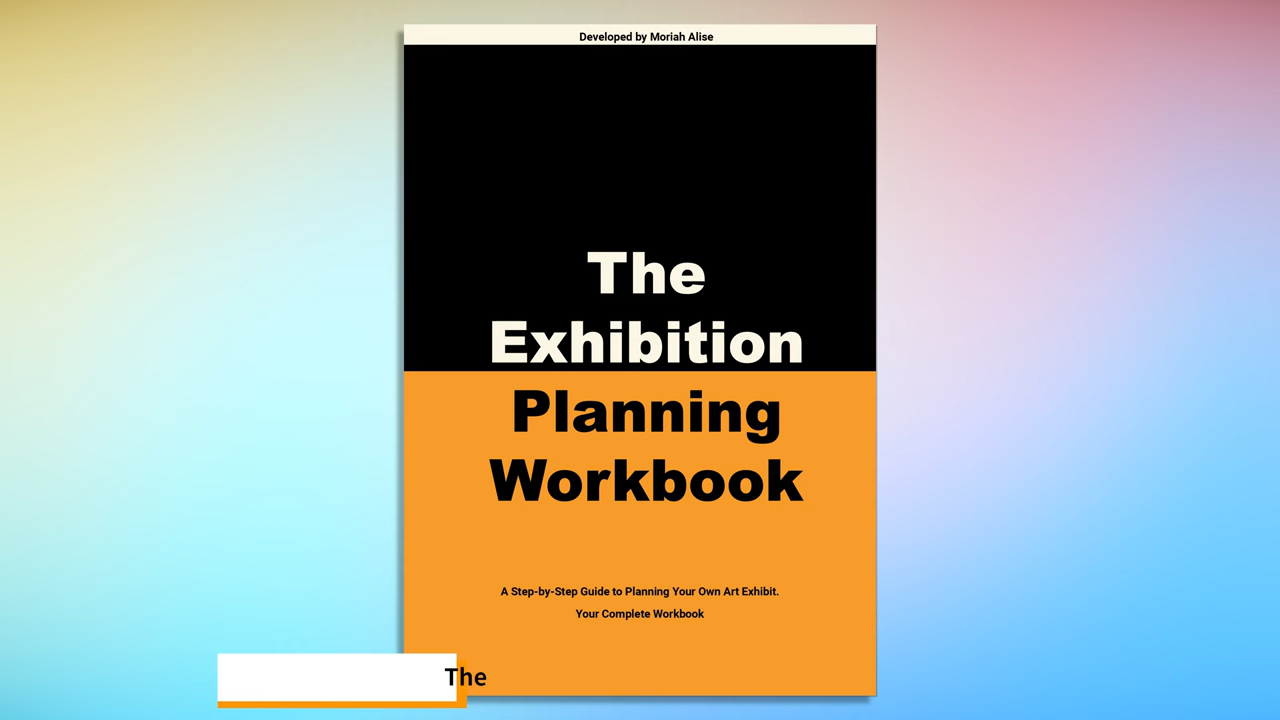 Developed by Moriah Alise
The
Exhibition
Planning
Workbook
A Step-by-Step Guide to Planning Your Own Art Exhibit.
Your Complete Workbook
The